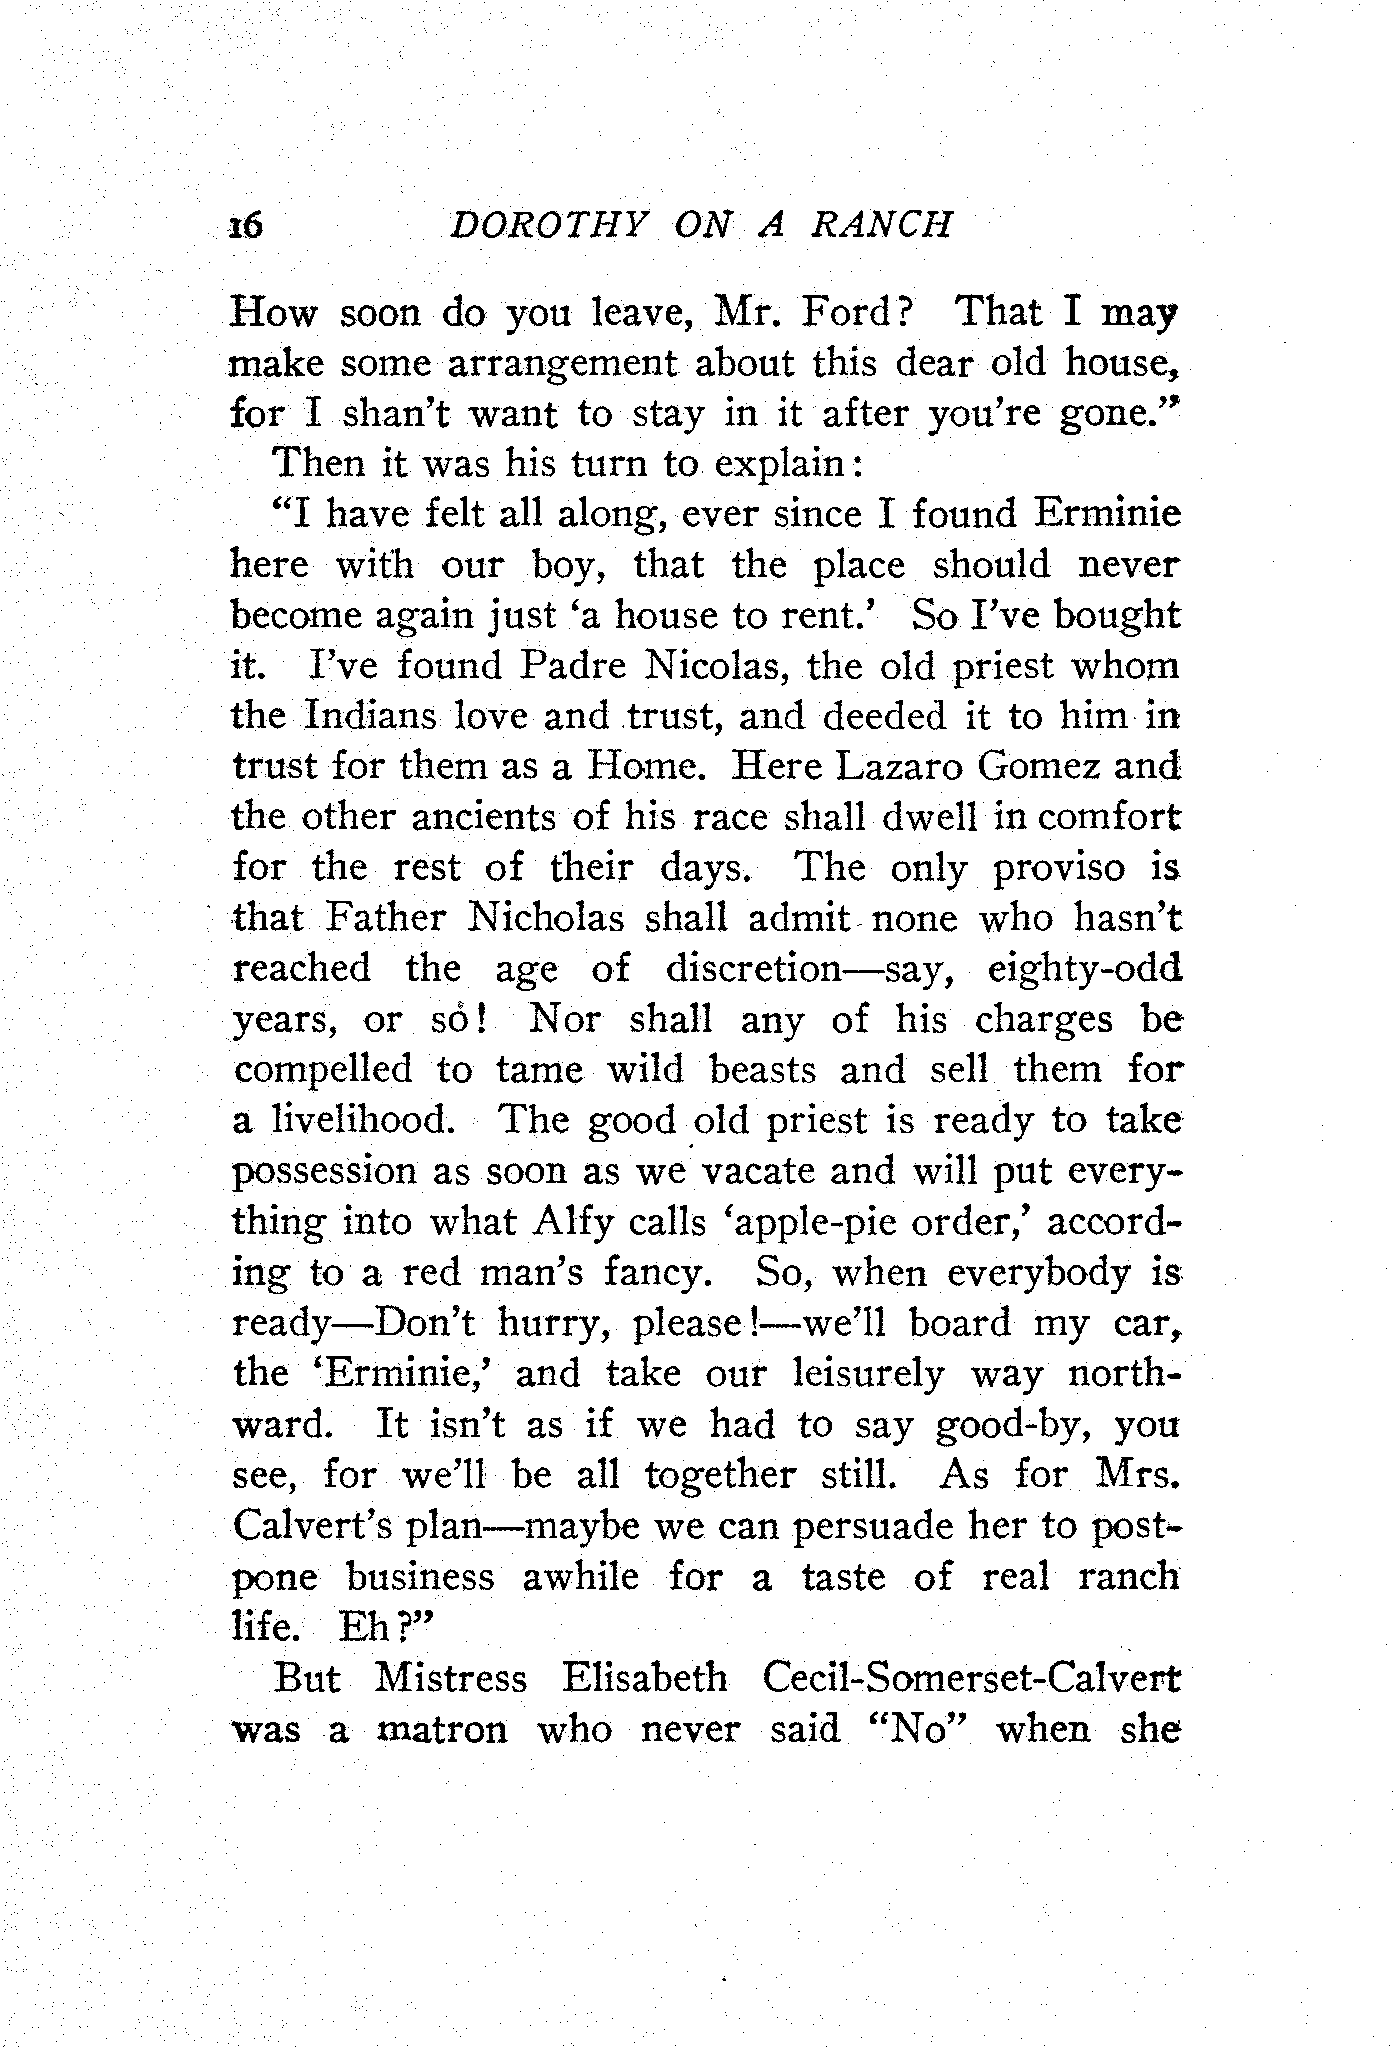 16 DOROTHY ON A RANCH
How soon do you leave, Mr. Ford? That I may
make some arrangement about this dear old house,
for I shan't want to stay in it after you're gone."
Then it was his turn to explain:
"I have felt all along, ever since I found Erminie
here with our boy, that the place should never
become again just 'a house to rent.' So I've bought
it. I've found Padre Nicolas, the old priest whom
the Indians love and trust, and deeded it to him in
trust for them as a Home. Here Lazaro Gomez and
the other ancients of his race shall dwell in comfort
for the rest of their days. The only proviso is
that Father Nicholas shall admit none who hasn't
reached the age of discretion—say, eighty-odd
years, or so! Nor shall any of his charges be
compelled to tame wild beasts and sell them for
a livelihood. The good old priest is ready to take
possession as soon as we vacate and will put every-
thing into what Alfy calls 'apple-pie order,' accord-
ing to a red man's fancy. So, when everybody is
ready—Don't hurry, please!—we'll board my car,
the 'Erminie,' and take our leisurely way north-
ward. It isn't as if we had to say good-by, you
see, for we'll be all together still. As for Mrs.
Calvert's plan—maybe we can persuade her to post-
pone business awhile for a taste of real ranch
life. Eh?"
But Mistress Elisabeth Cecil-Somerset-Calvert
was a matron who never said "No" when she